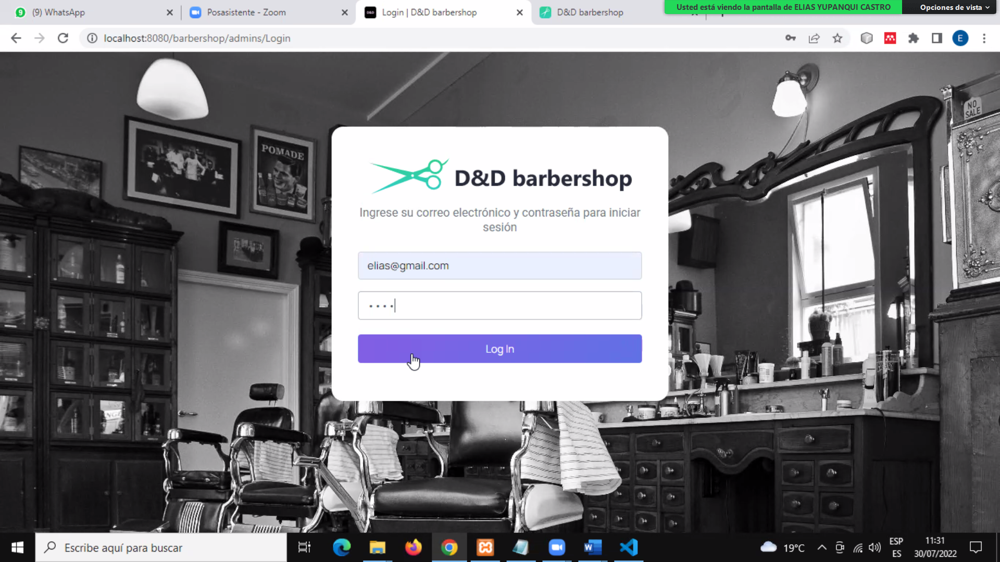 (9) WhatsApp
Posasistente - Zoom
Login | D&D barbershop
D&D barbershop
Usted está viendo la pantalla de ELIAS YUPANQUI CASTRO
Opciones de vista
localhost:8080/barbershop/admins/Login
E
NO
SALE
POMADE
D&D barbershop
Ingrese su correo electrónico y contraseña para iniciar
sesión
elias@gmail.com
••••
Log In
Escribe aquí para buscar
19°C
ESP
ES
11:31
30/07/2022